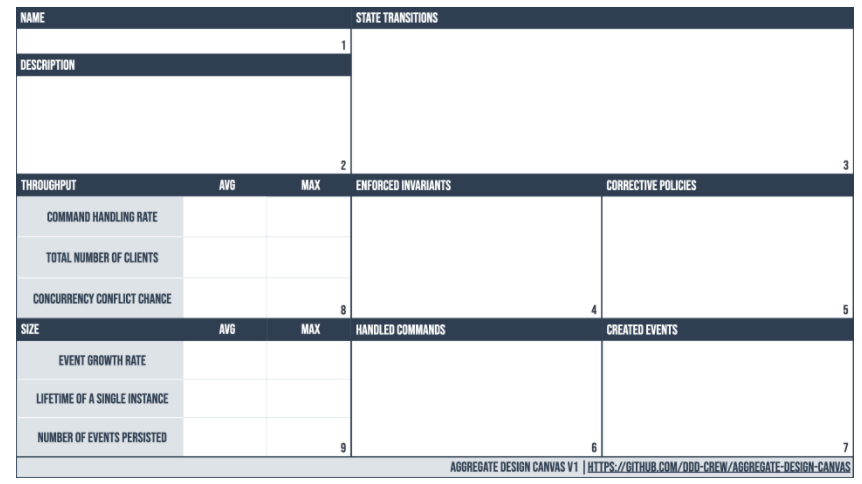 NAME
1
STATE TRANSITIONS
3
DESCRIPTION
2
THROUGHPUT AVG MAX
COMMAND HANDLING RATE
TOTAL NUMBER OF CLIENTS
CONCURRENCY CONFLICT CHANCE
8
ENFORCED INVARIANTS
4
CORRECTIVE POLICIES
5
SIZE AVG MAX
EVENT GROWTH RATE
LIFETIME OF A SINGLE INSTANCE
NUMBER OF EVENTS PERSISTED
9
HANDLED COMMANDS
6
CREATED EVENTS
7
AGGREGATE DESIGN CANVAS V1 | HTTPS://GITHUB.COM/DDD-CREW/AGGREGATE-DESIGN-CANVAS